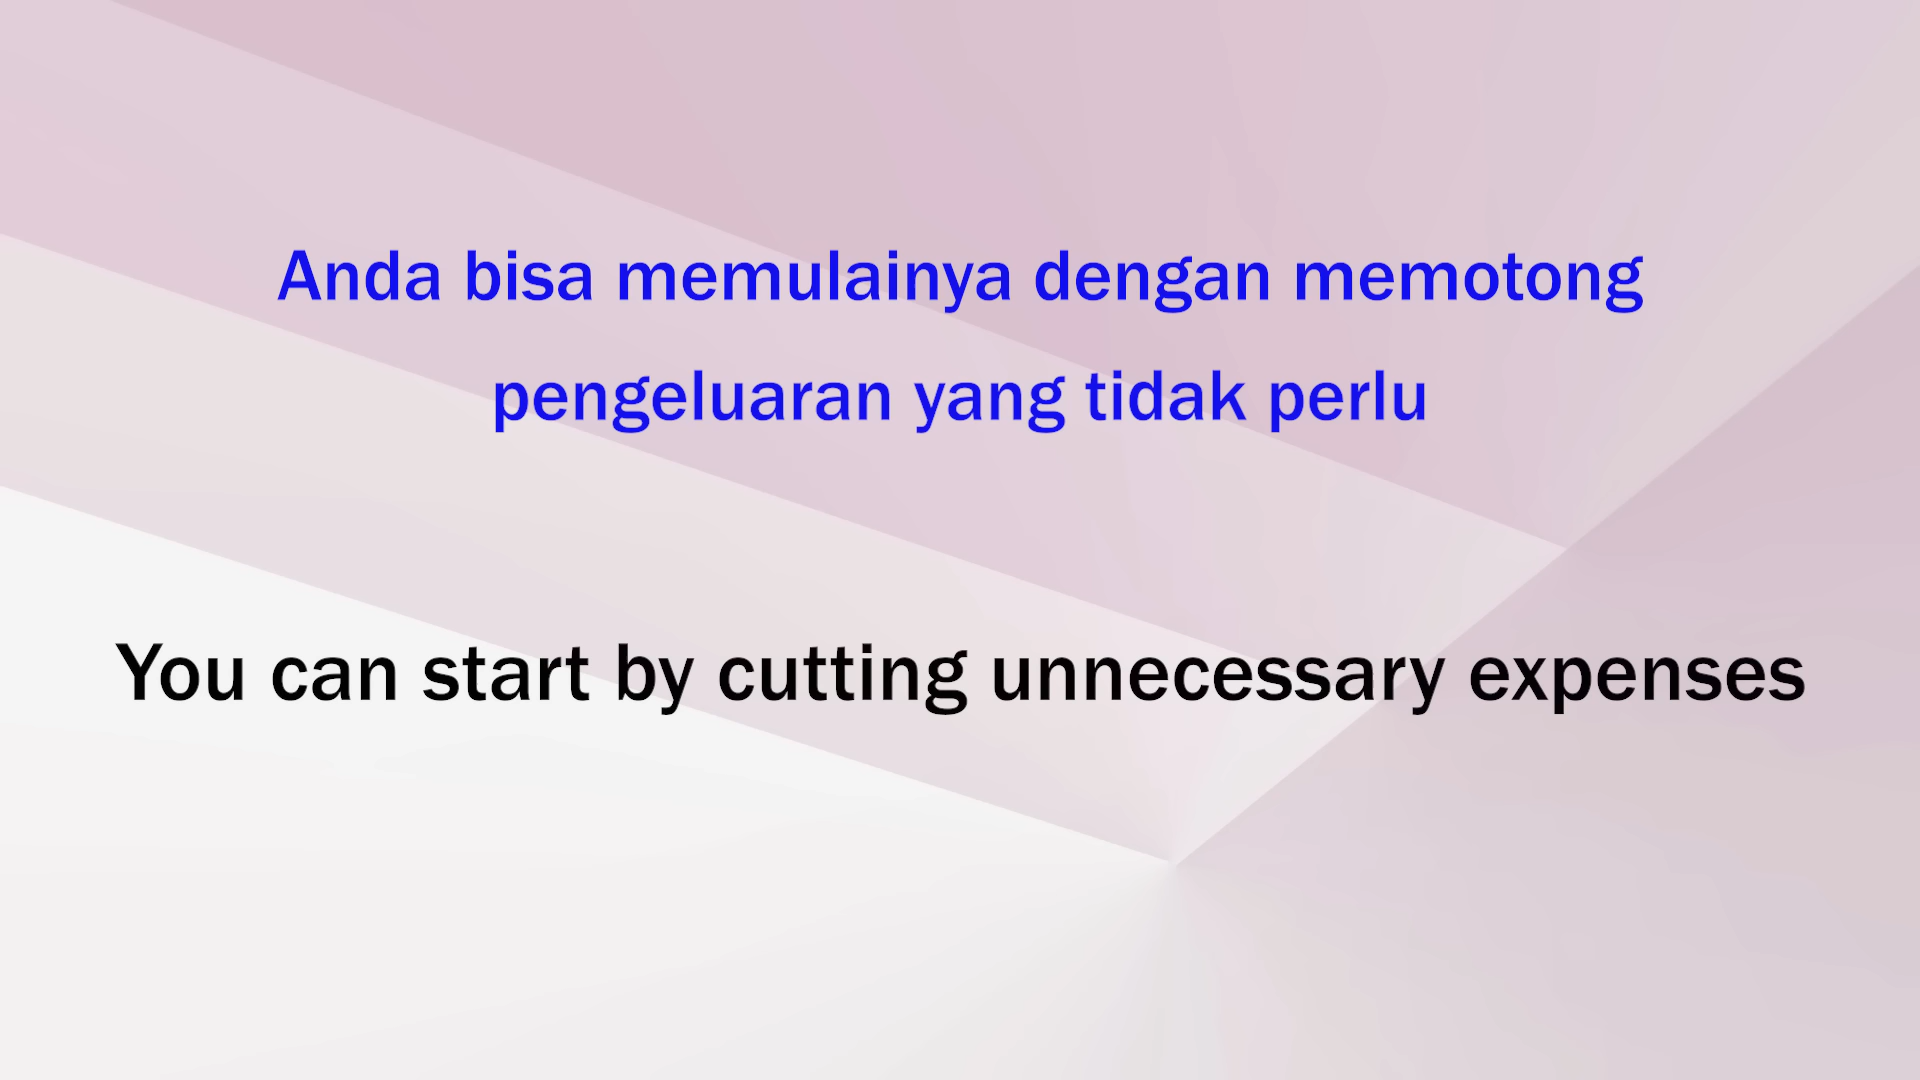 Anda bisa memulainya dengan memotong
pengeluaran yang tidak perlu
You can start by cutting unnecessary expenses